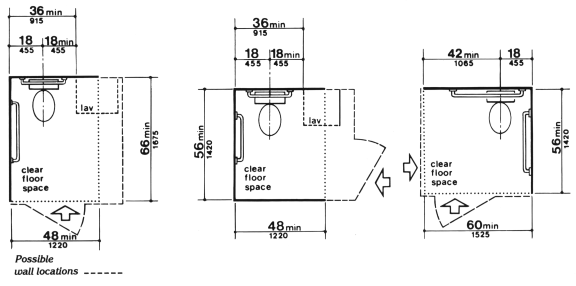 36 min
915
18
455
18 min
455
lav
66 min
1675
clear
floor
space
48 min
1220
Possible
wall locations
36 min
915
18
455
18 min
455
lav
56 min
1420
clear
floor
space
48 min
1220
42 min
1065
18
455
56 min
1420
clear
floor
space
60 min
1525